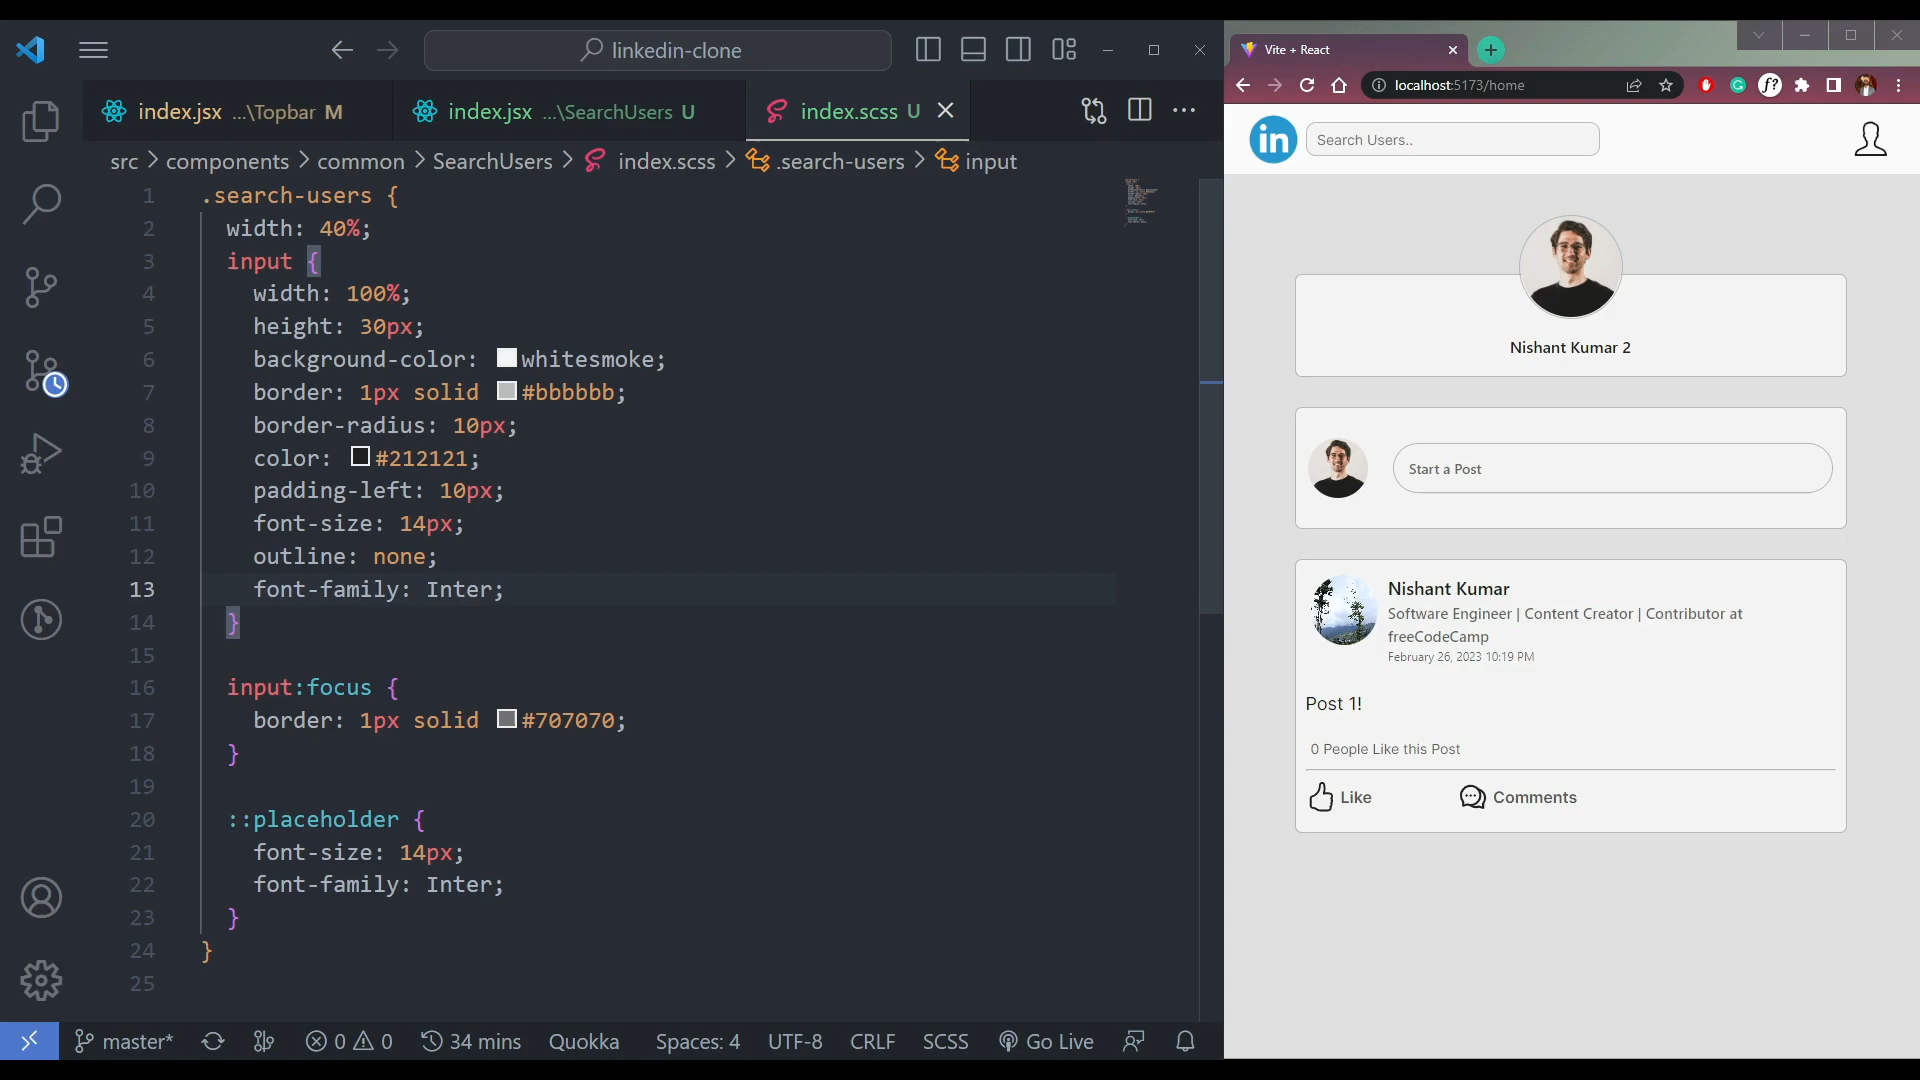 linkedin-clone
index.jsx ...\Topbar M
index.jsx ...\SearchUsers U
index.scss U
src > components > common > SearchUsers > index.scss > .search-users > input
1 .search-users {
2 width: 40%;
3 input {
4 width: 100%;
5 height: 30px;
6 background-color: whitesmoke;
7 border: 1px solid #bbbbbb;
8 border-radius: 10px;
9 color: #212121;
10 padding-left: 10px;
11 font-size: 14px;
12 outline: none;
13 font-family: Inter;
14 }
15
16 input:focus {
17 border: 1px solid #707070;
18 }
19
20 ::placeholder {
21 font-size: 14px;
22 font-family: Inter;
23 }
24 }
25
master* 0 0 34 mins Quokka Spaces: 4 UTF-8 CRLF SCSS Go Live
Vite + React
localhost:5173/home
in
Search Users..
Nishant Kumar 2
Start a Post
Nishant Kumar
Software Engineer | Content Creator | Contributor at
freeCodeCamp
February 26, 2023 10:19 PM
Post 1!
0 People Like this Post
Like
Comments